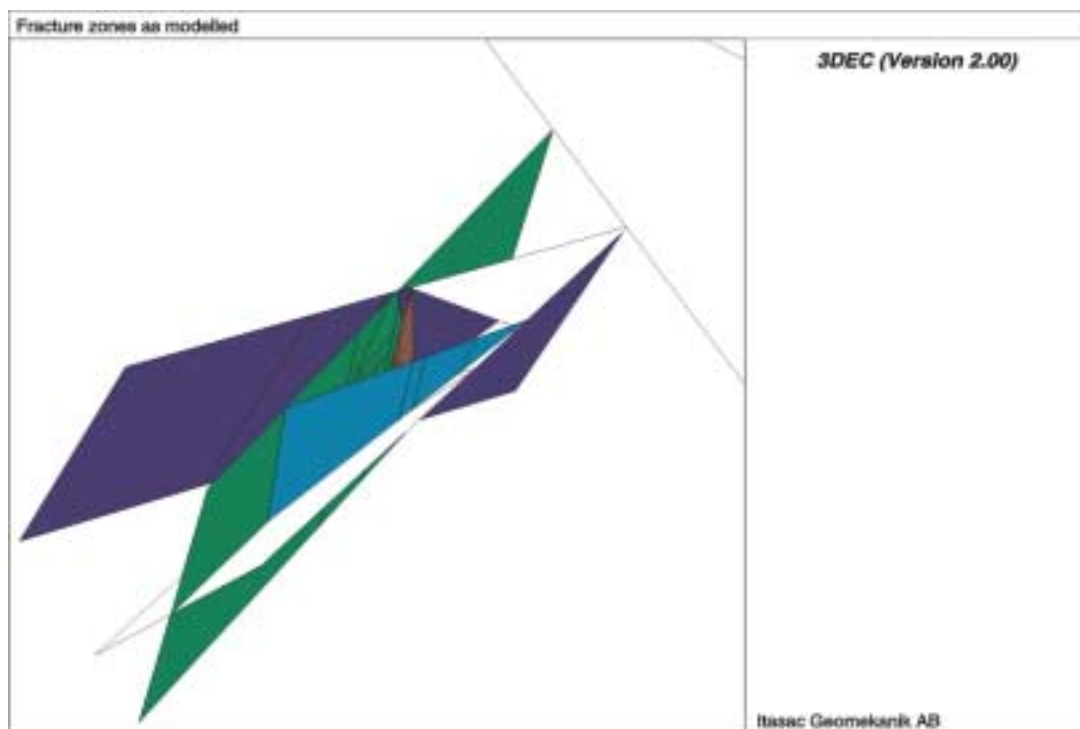 Fracture zones as modelled
3DEC (Version 2.00)
Itasac Geomekanik AB